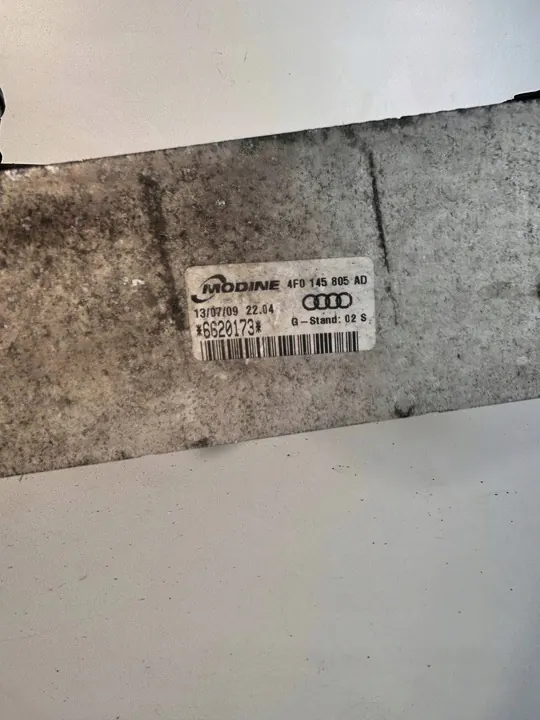 MODINE 4F0 145 805 AD
13/07/09 22.04
*6620173* G-Stand: 02 S